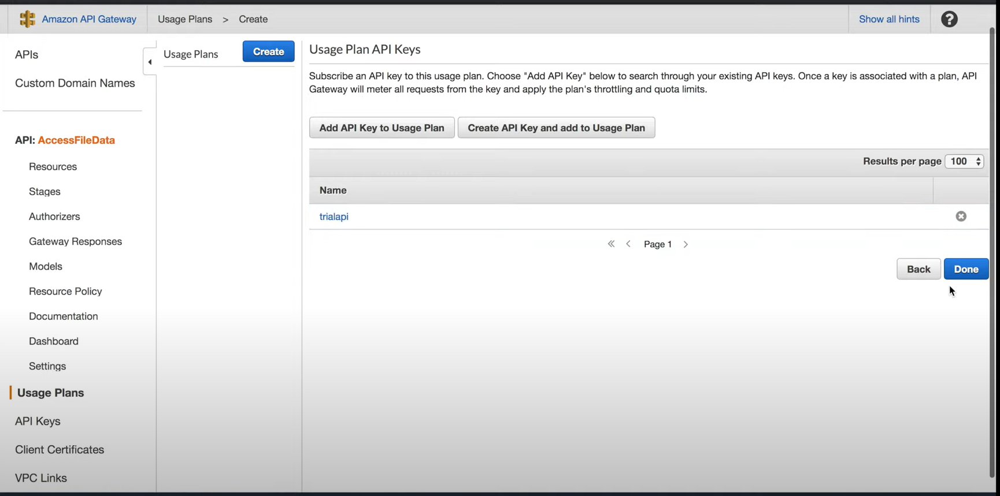 Amazon API Gateway
Usage Plans > Create
Show all hints
?
APIs
Custom Domain Names
API: AccessFileData
Resources
Stages
Authorizers
Gateway Responses
Models
Resource Policy
Documentation
Dashboard
Settings
Usage Plans
API Keys
Client Certificates
VPC Links
Usage Plans
Create
Usage Plan API Keys
Subscribe an API key to this usage plan. Choose "Add API Key" below to search through your existing API keys. Once a key is associated with a plan, API
Gateway will meter all requests from the key and apply the plan's throttling and quota limits.
Add API Key to Usage Plan
Create API Key and add to Usage Plan
Results per page 100
Name
trialapi
« < Page 1 >
Back
Done